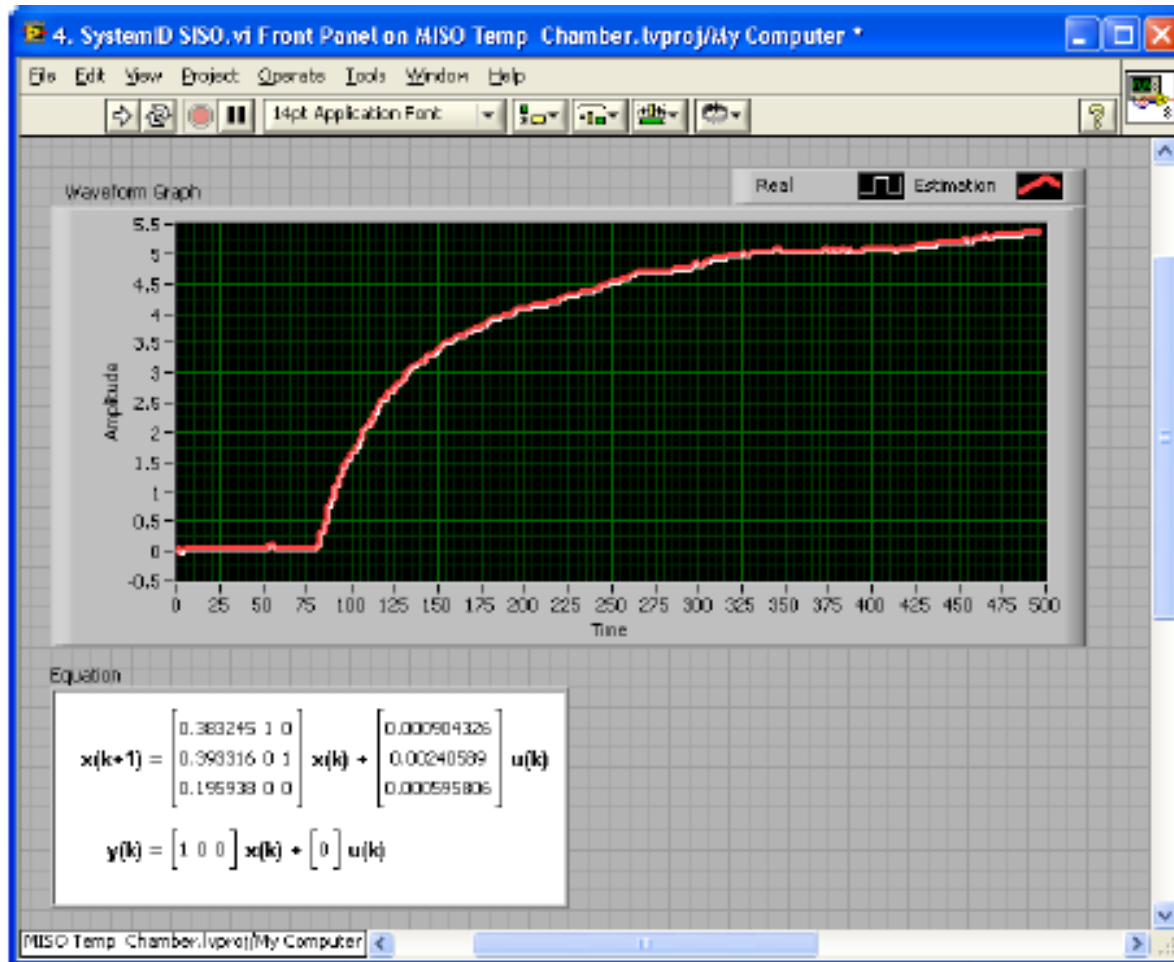 4. SystemID SISO.vi Front Panel on MISO Temp Chamber.lvproj/My Computer *
File Edit View Project Operate Tools Window Help
14pt Application Font
Waveform Graph
Real
Estimation
5.5
5
4.5
4
3.5
3
2.5
2
1.5
1
0.5
0
-0.5
Amplitude
0 25 50 75 100 125 150 175 200 225 250 275 300 325 350 375 400 425 450 475 500
Time
Equation
0.383245 1 0
0.000904326
x(k+1) = 0.393316 0 1 x(k) + 0.00240589 u(k)
0.195938 0 0
0.000595806
y(k) = [1 0 0] x(k) + [0] u(k)
MISO Temp Chamber.lvproj/My Computer